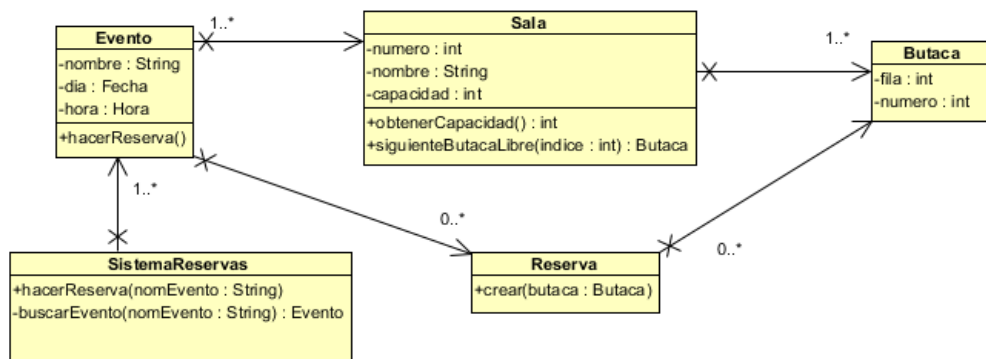 Evento
-nombre : String
-dia : Fecha
-hora : Hora
+hacerReserva()
1..*
Sala
-numero : int
-nombre : String
-capacidad : int
+obtenerCapacidad() : int
+siguienteButacaLibre(indice : int) : Butaca
1..*
Butaca
-fila : int
-numero : int
1..*
0..*
0..*
SistemaReservas
+hacerReserva(nomEvento : String)
-buscarEvento(nomEvento : String) : Evento
Reserva
+crear(butaca : Butaca)